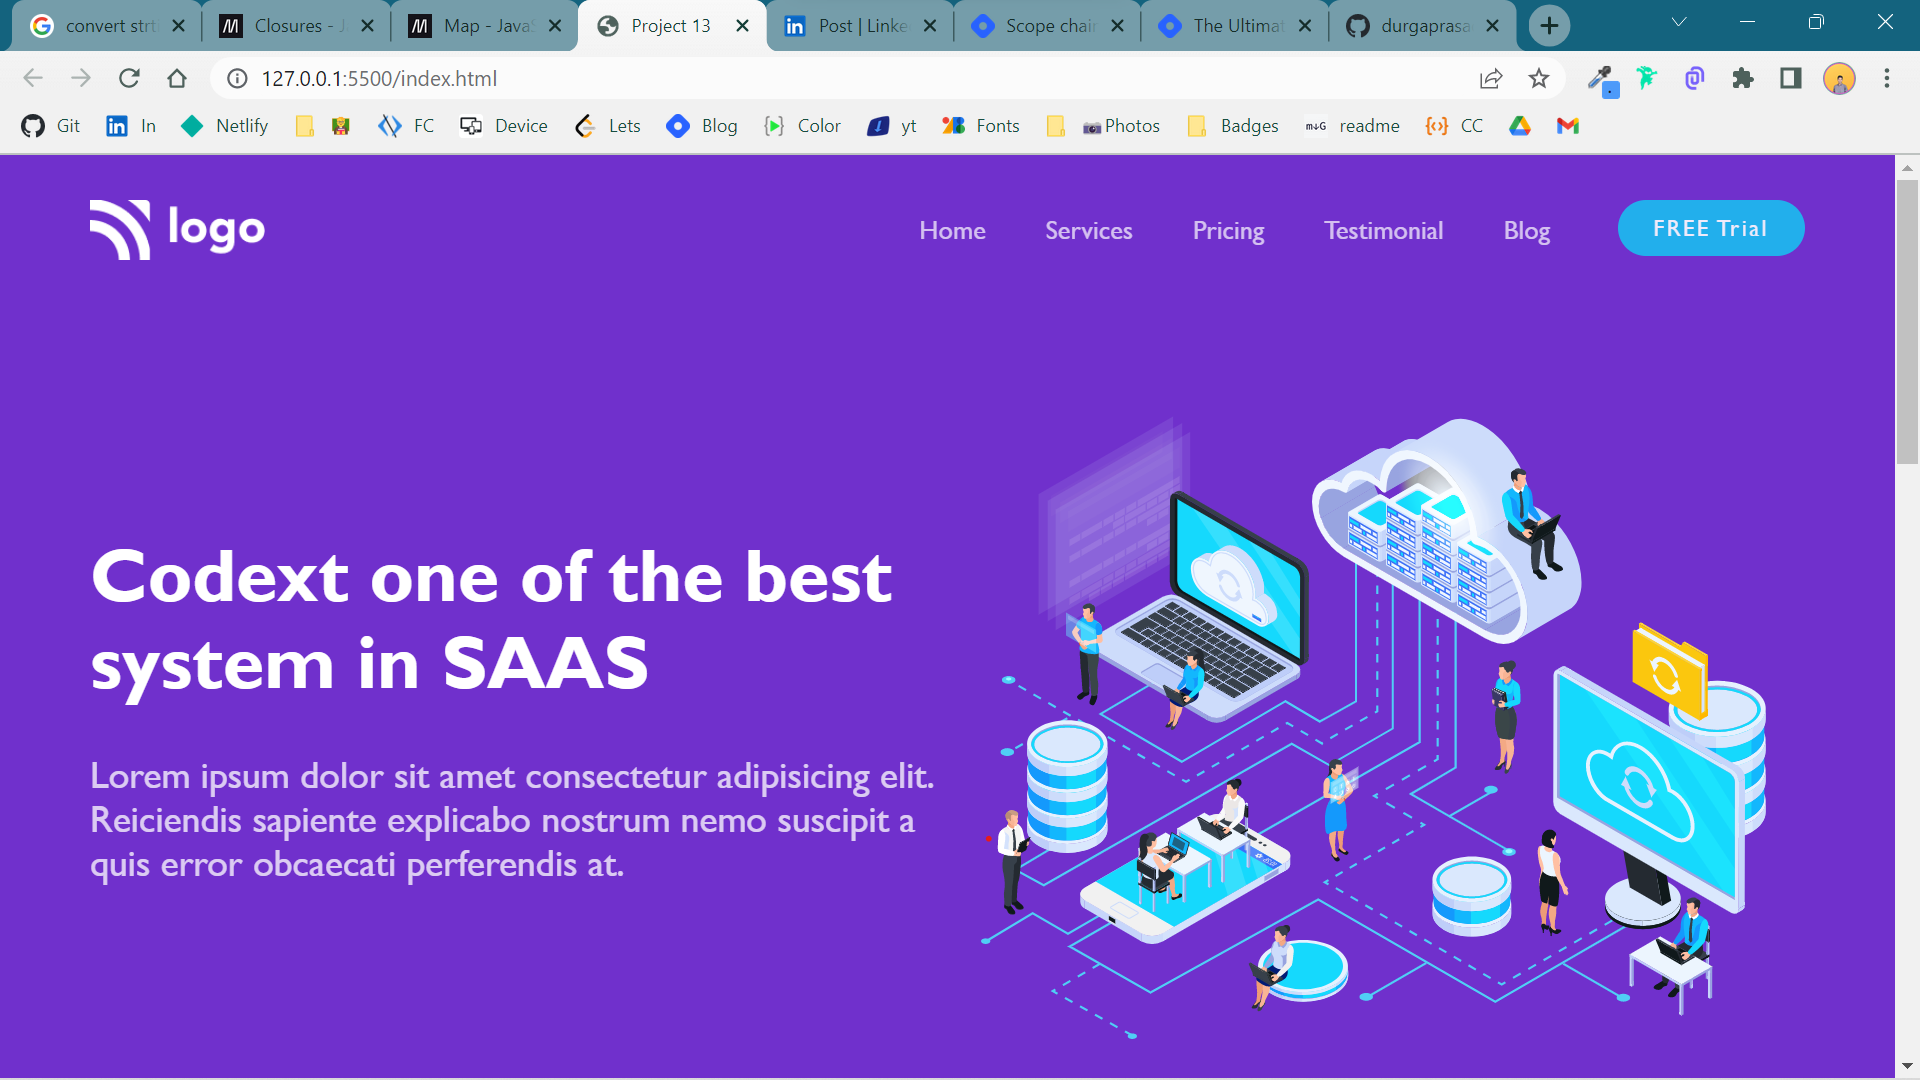 convert strti
Closures - J
Map - JavaS
Project 13
Post | Linke
Scope chain
The Ultimat
durgaprasa
127.0.0.1:5500/index.html
Git
In
Netlify
FC
Device
Lets
Blog
Color
yt
Fonts
Photos
Badges
readme
CC
logo
Home
Services
Pricing
Testimonial
Blog
FREE Trial
Codext one of the best
system in SAAS
Lorem ipsum dolor sit amet consectetur adipisicing elit.
Reiciendis sapiente explicabo nostrum nemo suscipit a
quis error obcaecati perferendis at.